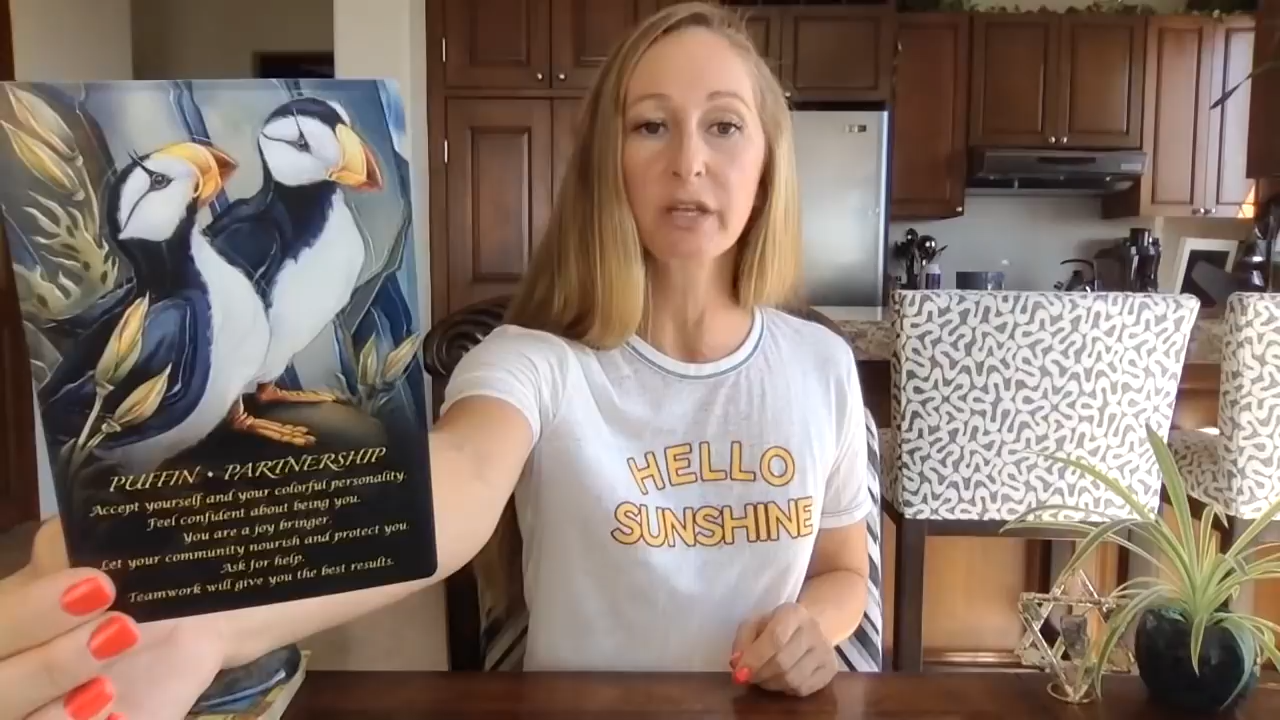 PUFFIN • PARTNERSHIP
Accept yourself and your colorful personality.
Feel confident about being you.
You are a joy bringer.
Let your community nourish and protect you.
Ask for help.
Teamwork will give you the best results.
HELLO
SUNSHINE